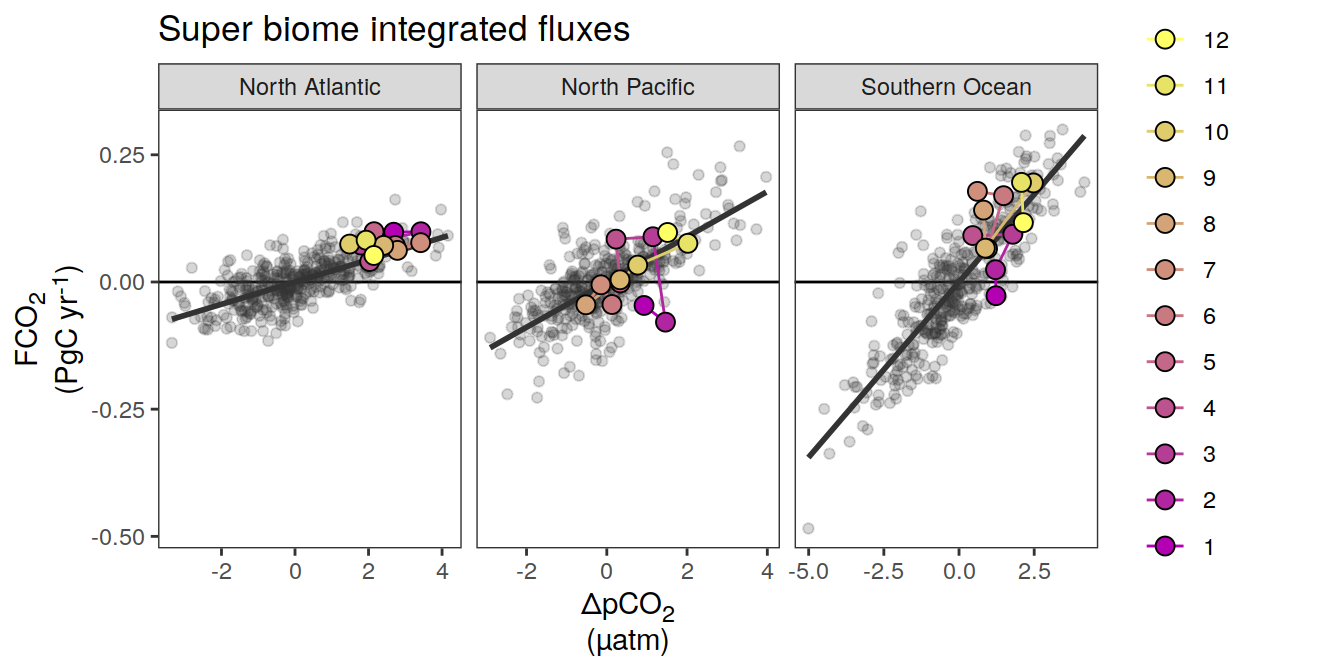 Super biome integrated fluxes
North Atlantic
North Pacific
Southern Ocean
FCO₂
(PgC yr⁻¹)
0.25
0.00
-0.25
-0.50
-2 0 2 4
-2 0 2 4
-5.0 -2.5 0.0 2.5
ΔpCO₂
(µatm)
12
11
10
9
8
7
6
5
4
3
2
1